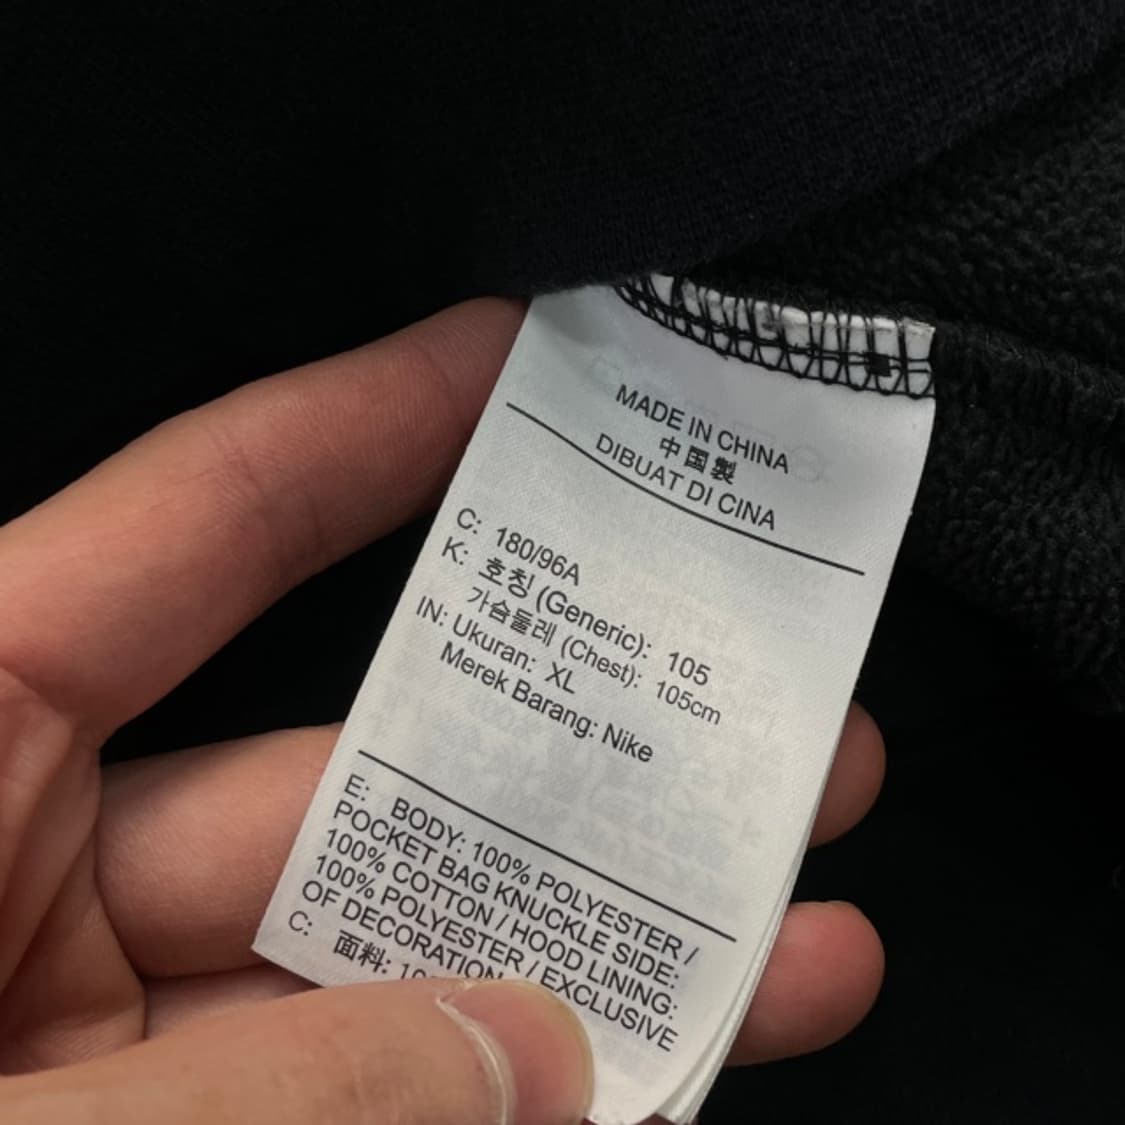 MADE IN CHINA
中国製
DIBUAT DI CINA
C: 180/96A
K: 호칭 (Generic): 105
가슴둘레 (Chest): 105cm
IN: Ukuran: XL
Merek Barang: Nike
E: BODY: 100% POLYESTER /
POCKET BAG KNUCKLE SIDE:
100% COTTON / HOOD LINING:
100% POLYESTER / EXCLUSIVE
OF DECORATION
C: 面料: 10